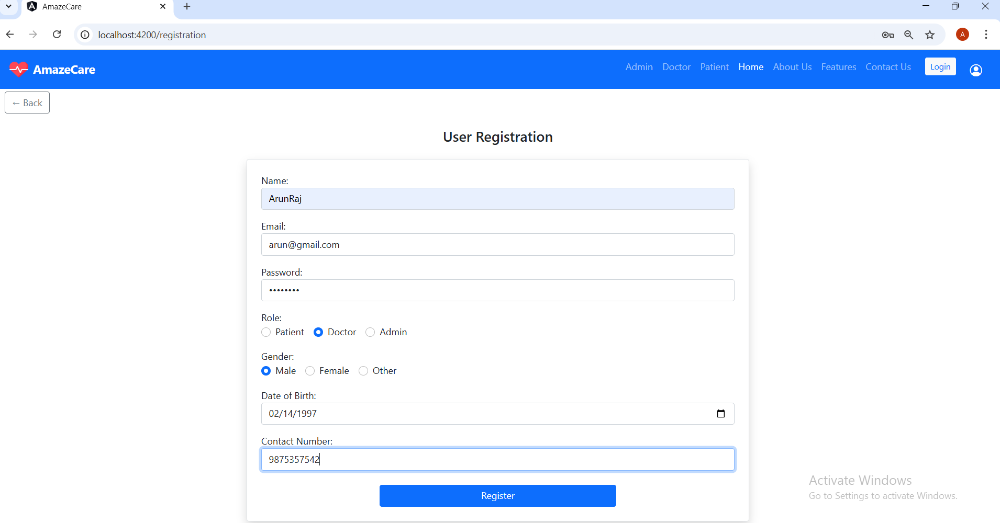 AmazeCare
localhost:4200/registration
A
AmazeCare
Admin Doctor Patient Home About Us Features Contact Us Login
← Back
User Registration
Name:
ArunRaj
Email:
arun@gmail.com
Password:
••••••••
Role:
Patient Doctor Admin
Gender:
Male Female Other
Date of Birth:
02/14/1997
Contact Number:
9875357542
Register
Activate Windows
Go to Settings to activate Windows.